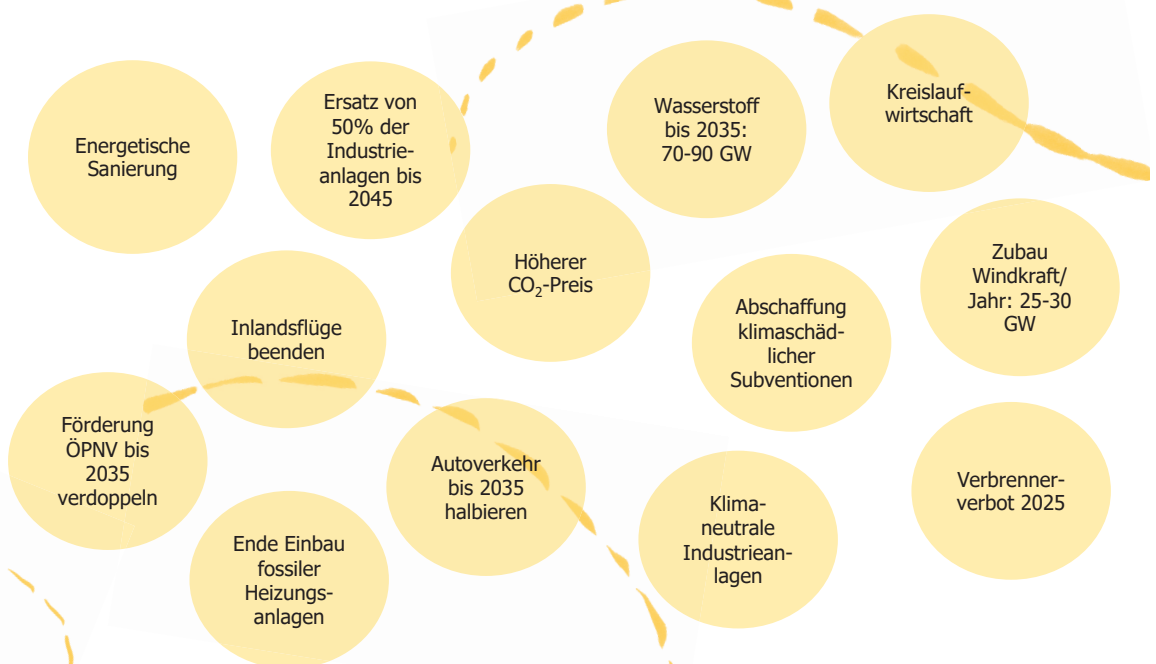 Energetische
Sanierung
Ersatz von
50% der
Industrie-
anlagen bis
2045
Wasserstoff
bis 2035:
70-90 GW
Kreislauf-
wirtschaft
Höherer
CO₂-Preis
Zubau
Windkraft/
Jahr: 25-30
GW
Inlandsflüge
beenden
Abschaffung
klimaschäd-
licher
Subventionen
Förderung
ÖPNV bis
2035
verdoppeln
Autoverkehr
bis 2035
halbieren
Verbrenner-
verbot 2025
Klima-
neutrale
Industriean-
lagen
Ende Einbau
fossiler
Heizungs-
anlagen